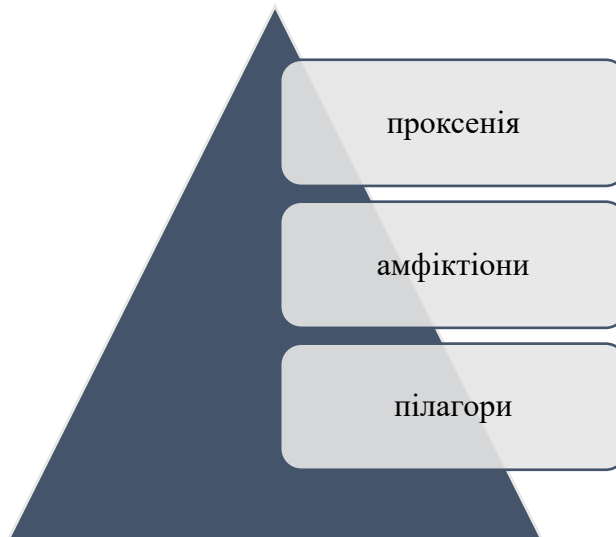 проксенія
амфіктіони
пілагори